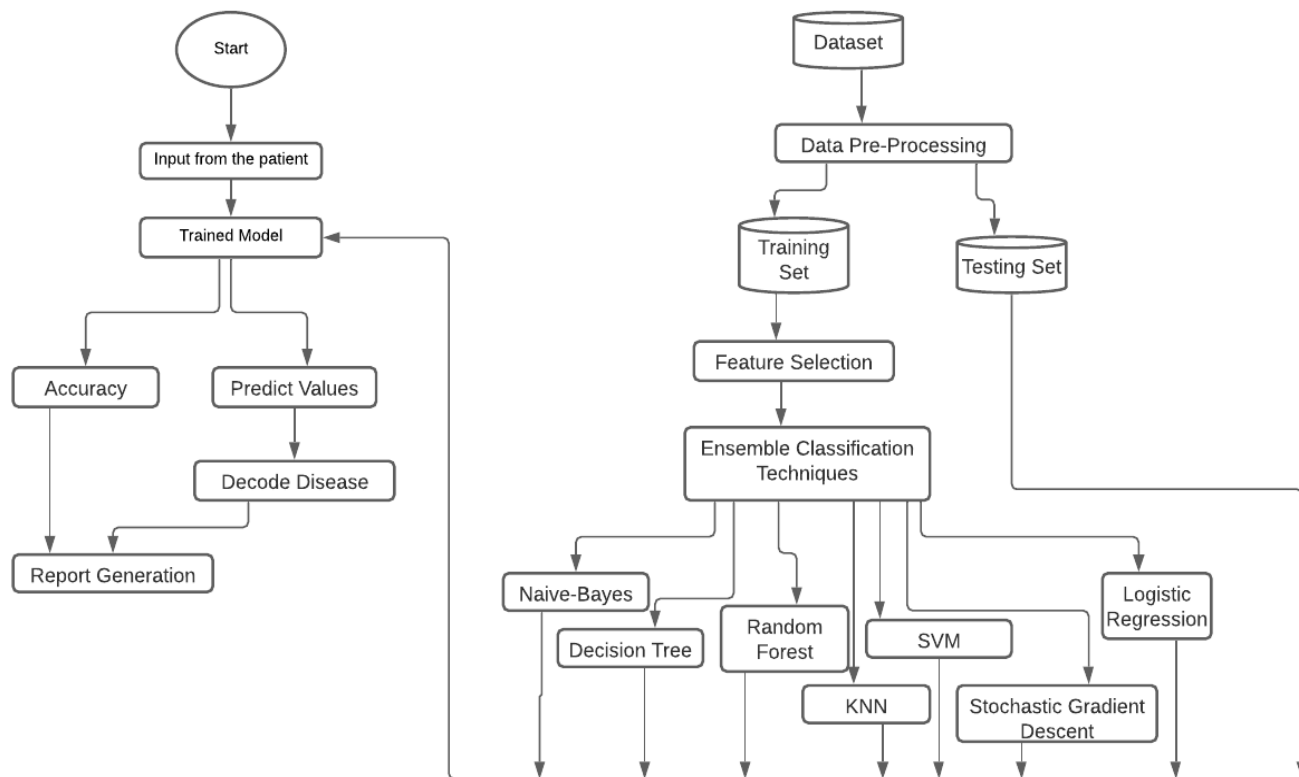 Start
Input from the patient
Trained Model
Accuracy
Predict Values
Decode Disease
Report Generation
Dataset
Data Pre-Processing
Training
Set
Testing Set
Feature Selection
Ensemble Classification
Techniques
Naive-Bayes
Decision Tree
Random
Forest
KNN
SVM
Stochastic Gradient
Descent
Logistic
Regression